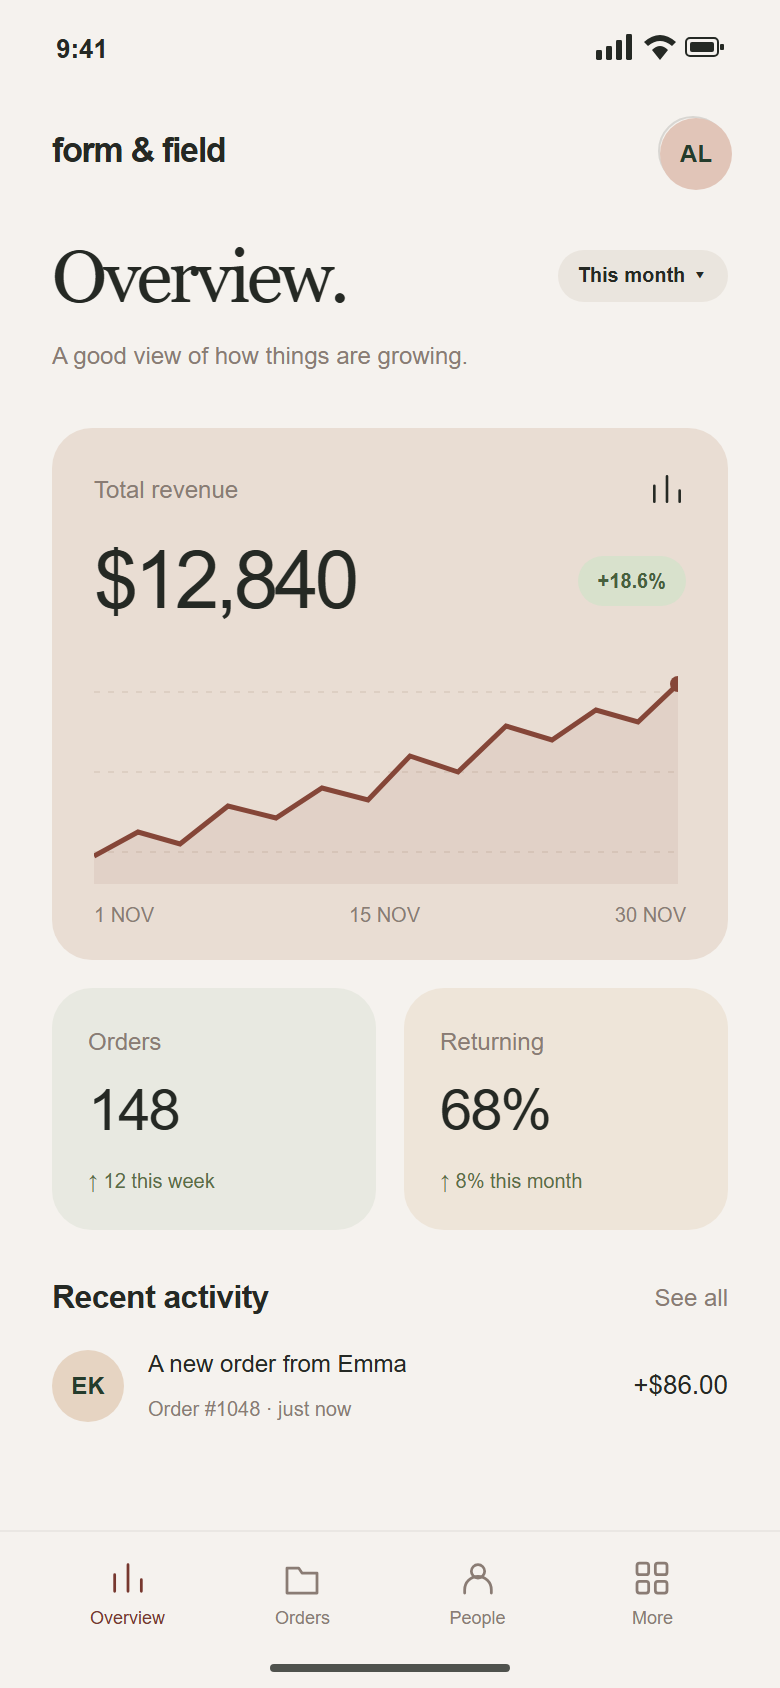 9:41
form & field
AL
Overview.
This month ▾
A good view of how things are growing.
Total revenue
$12,840
+18.6%
1 NOV
15 NOV
30 NOV
Orders
148
↑ 12 this week
Returning
68%
↑ 8% this month
Recent activity
See all
EK
A new order from Emma
Order #1048 · just now
+$86.00
Overview
Orders
People
More